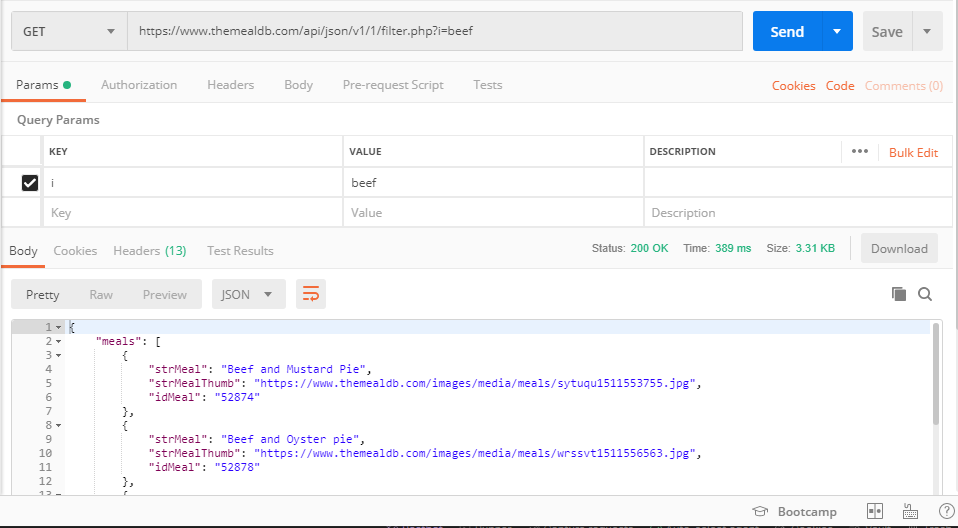 GET https://www.themealdb.com/api/json/v1/1/filter.php?i=beef Send Save
Params Authorization Headers Body Pre-request Script Tests Cookies Code Comments (0)
Query Params
KEY VALUE DESCRIPTION ••• Bulk Edit
i beef
Key Value Description
Body Cookies Headers (13) Test Results Status: 200 OK Time: 389 ms Size: 3.31 KB Download
Pretty Raw Preview JSON
1 {
2 "meals": [
3 {
4 "strMeal": "Beef and Mustard Pie",
5 "strMealThumb": "https://www.themealdb.com/images/media/meals/sytuqu1511553755.jpg",
6 "idMeal": "52874"
7 },
8 {
9 "strMeal": "Beef and Oyster pie",
10 "strMealThumb": "https://www.themealdb.com/images/media/meals/wrssvt1511556563.jpg",
11 "idMeal": "52878"
12 },
13 {
Bootcamp